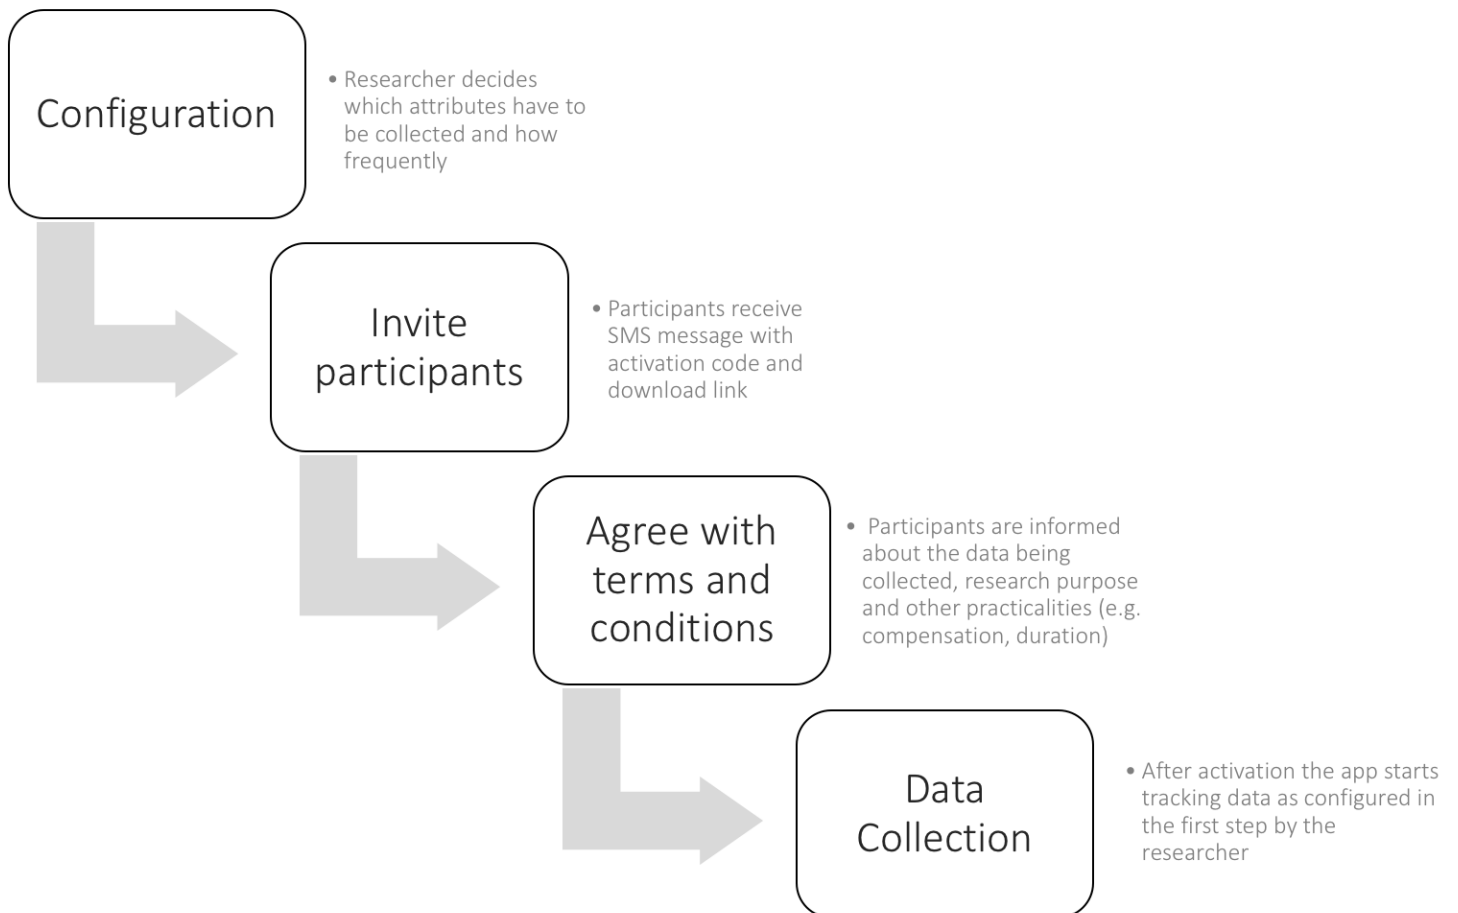 Configuration
• Researcher decides
which attributes have to
be collected and how
frequently
Invite
participants
• Participants receive
SMS message with
activation code and
download link
Agree with
terms and
conditions
• Participants are informed
about the data being
collected, research purpose
and other practicalities (e.g.
compensation, duration)
Data
Collection
• After activation the app starts
tracking data as configured in
the first step by the
researcher